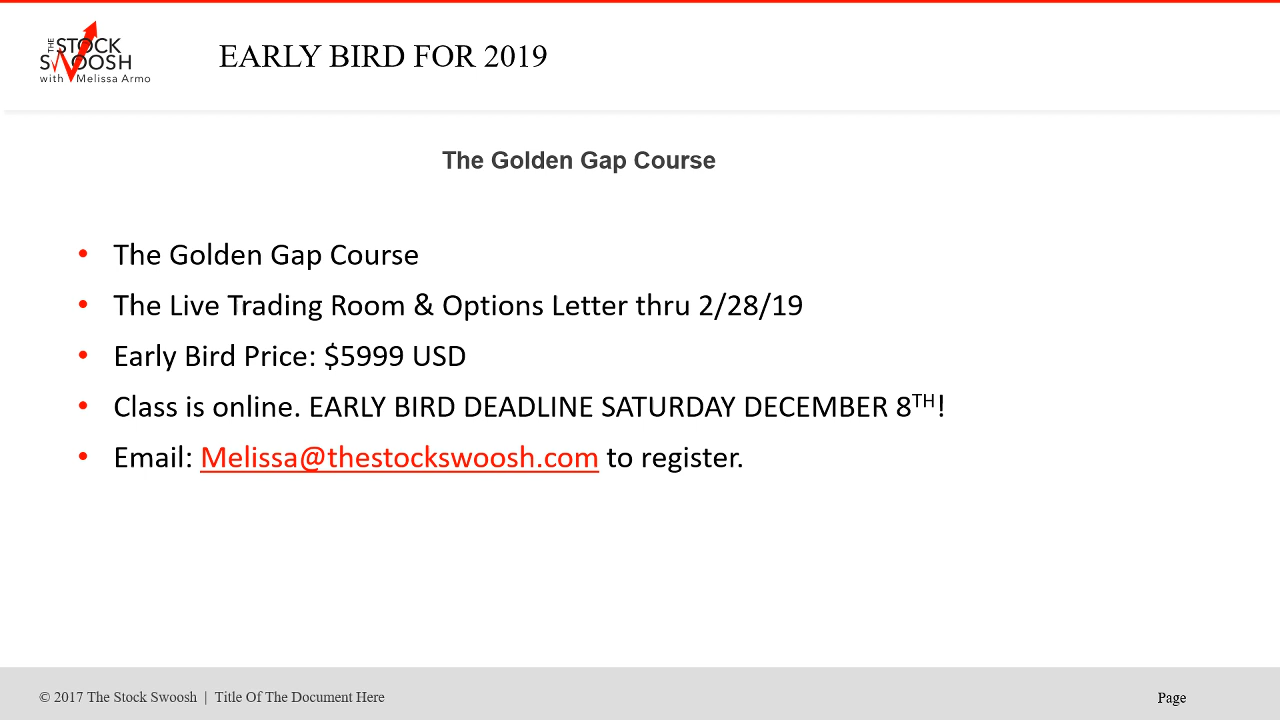 THE STOCK
SWOOSH
with Melissa Armo
EARLY BIRD FOR 2019
The Golden Gap Course
• The Golden Gap Course
• The Live Trading Room & Options Letter thru 2/28/19
• Early Bird Price: $5999 USD
• Class is online. EARLY BIRD DEADLINE SATURDAY DECEMBER 8TH!
• Email: Melissa@thestockswoosh.com to register.
© 2017 The Stock Swoosh | Title Of The Document Here
Page